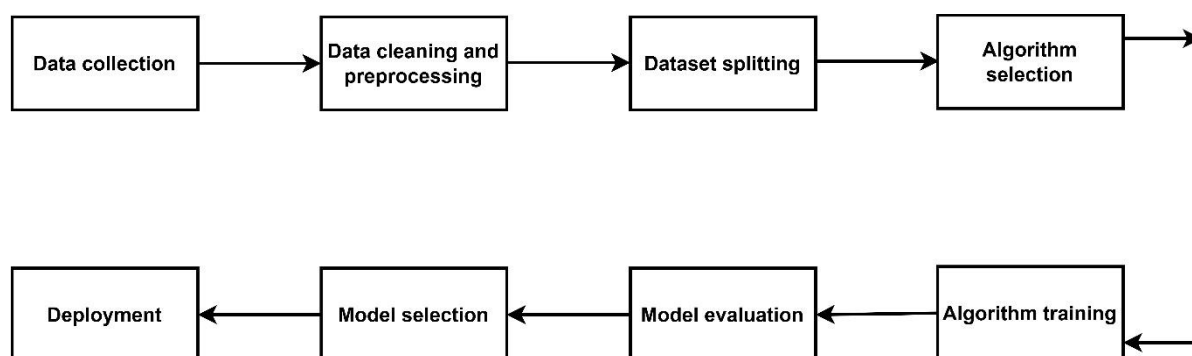 Data collection
Data cleaning and
preprocessing
Dataset splitting
Algorithm
selection
Deployment
Model selection
Model evaluation
Algorithm training